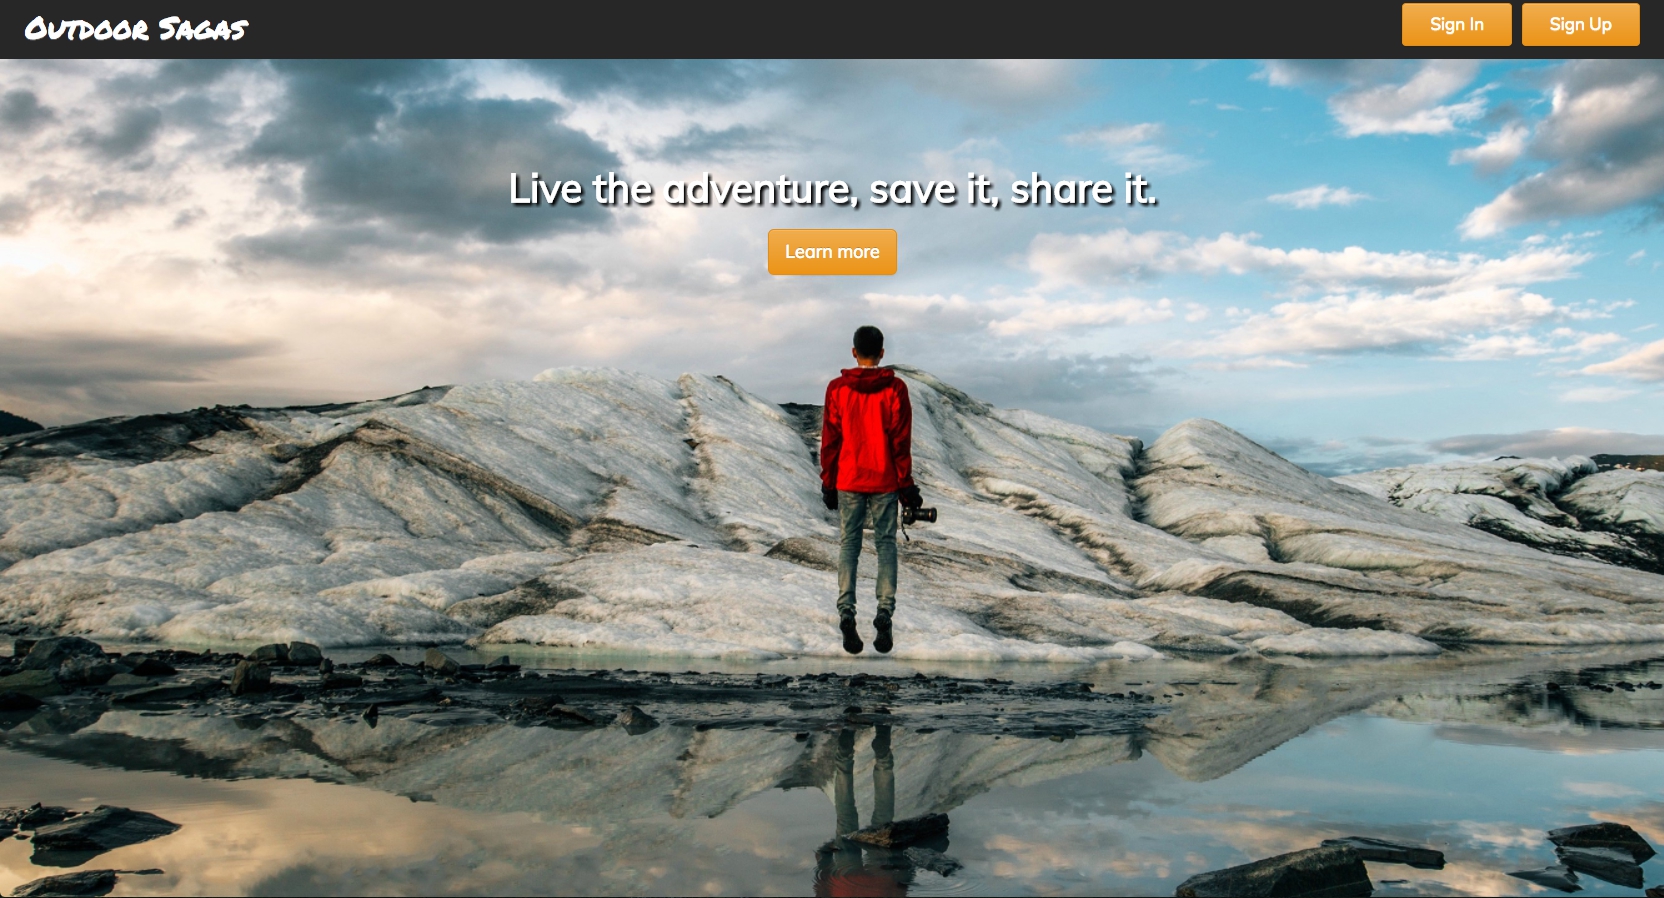 Outdoor Sagas
Sign In
Sign Up
Live the adventure, save it, share it.
Learn more